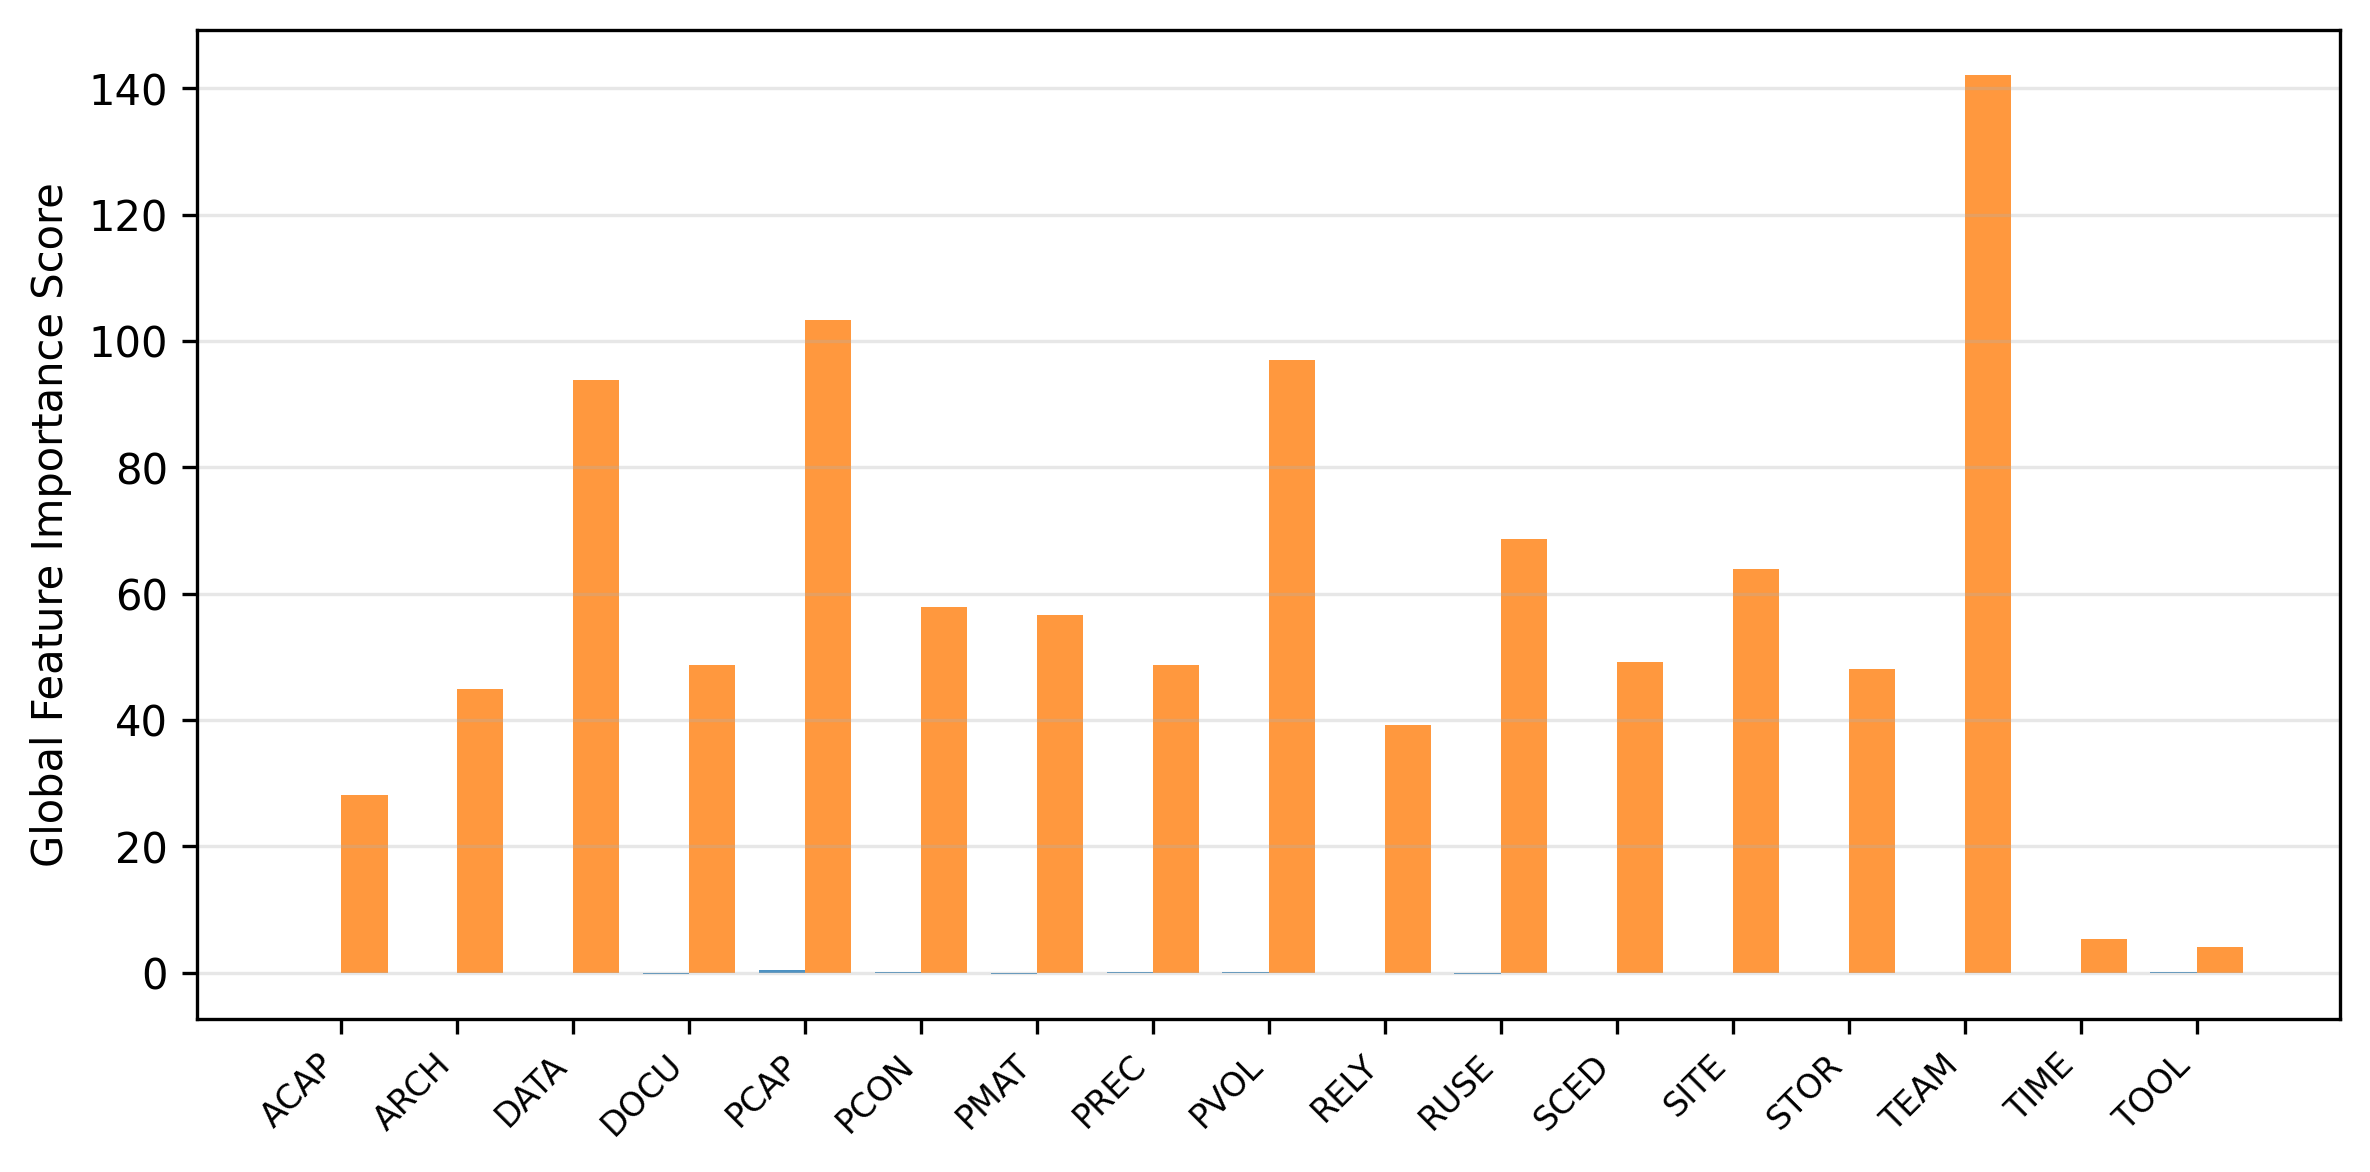 Global Feature Importance Score
140
120
100
80
60
40
20
0
ACAP
ARCH
DATA
DOCU
PCAP
PCON
PMAT
PREC
PVOL
RELY
RUSE
SCED
SITE
STOR
TEAM
TIME
TOOL